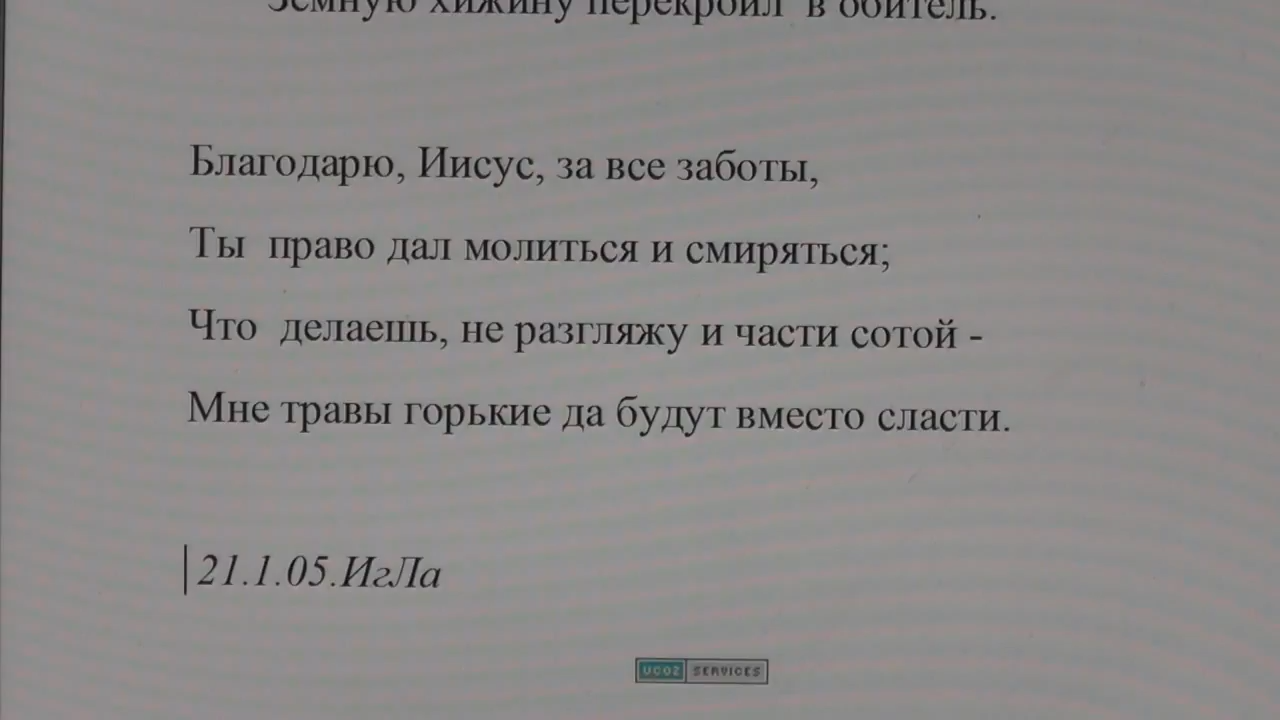 Земную хижину перекроил  в обитель.
Благодарю, Иисус, за все заботы,
Ты  право дал молиться и смиряться;
Что  делаешь, не разгляжу и части сотой -
Мне травы горькие да будут вместо сласти.
21.1.05.ИгЛа
UCOZ SERVICES